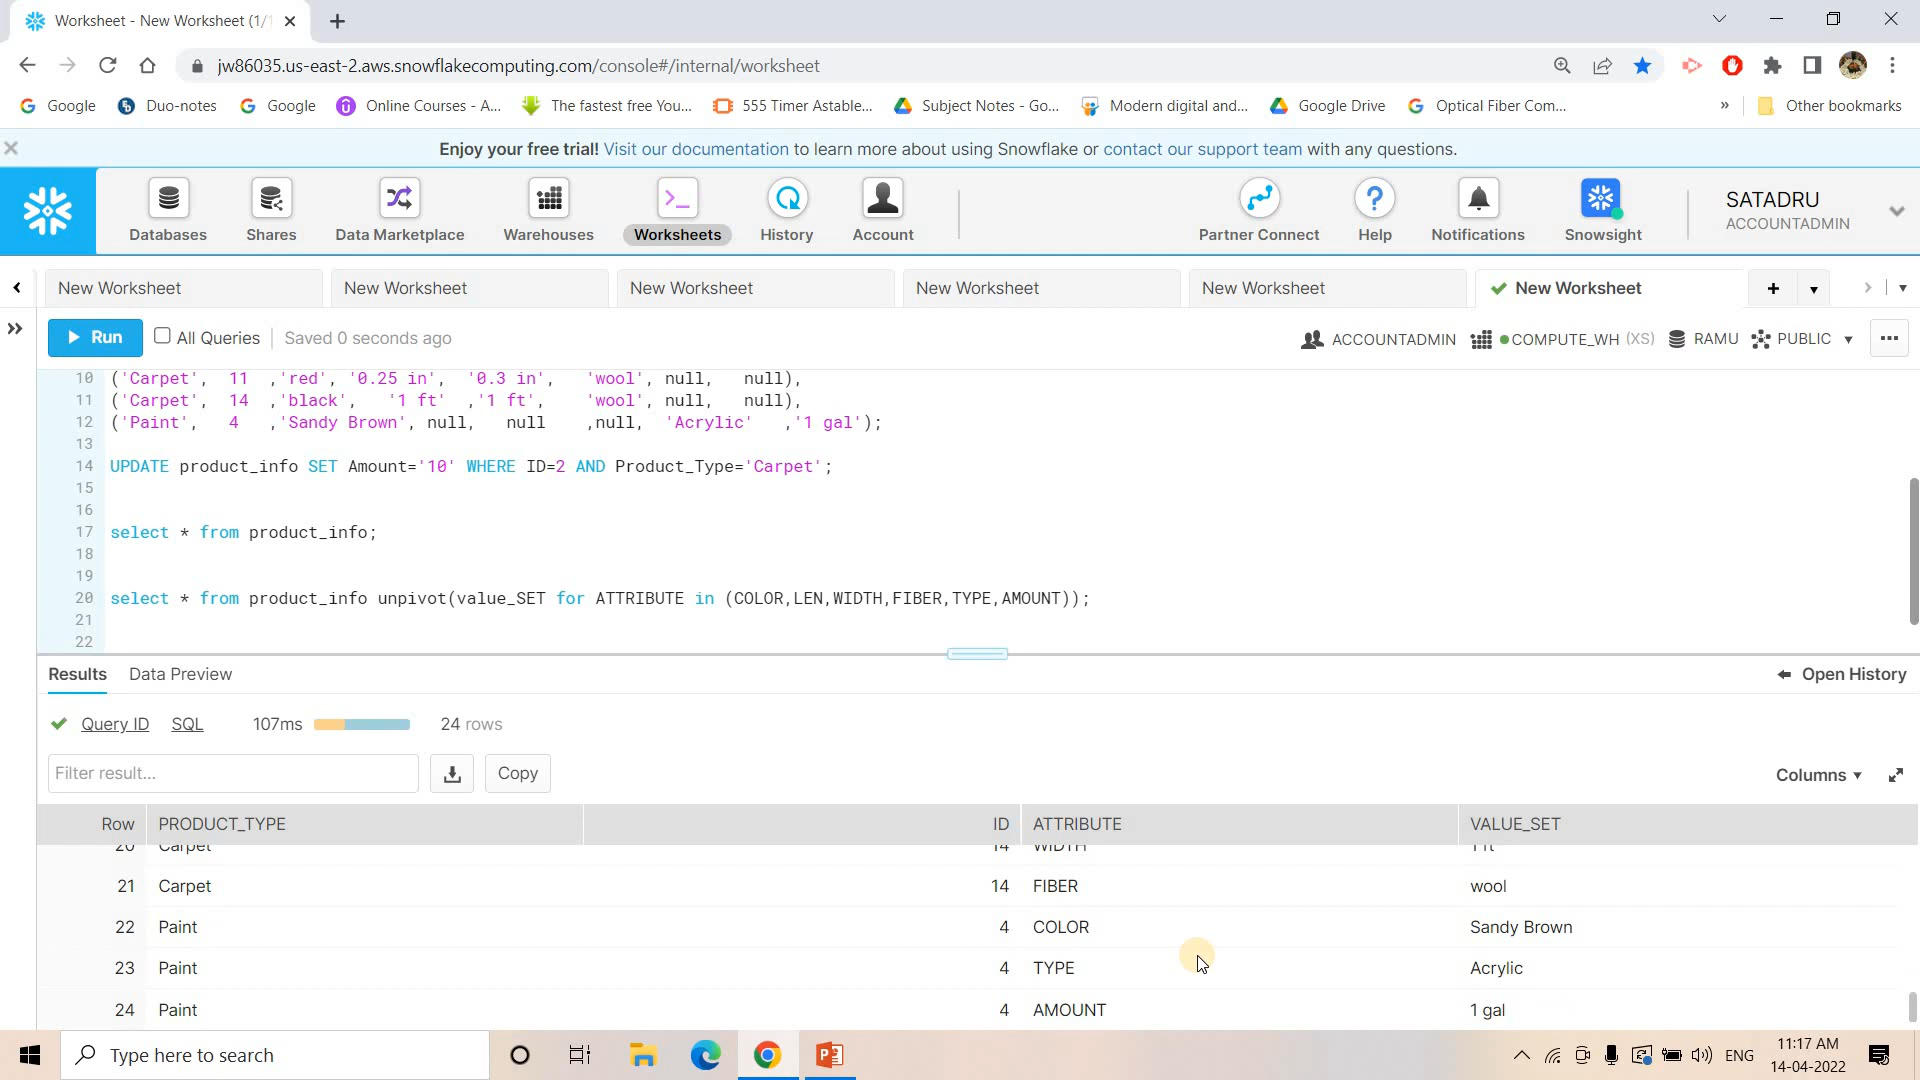 Worksheet - New Worksheet (1/1
jw86035.us-east-2.aws.snowflakecomputing.com/console#/internal/worksheet
Google Duo-notes Google Online Courses - A... The fastest free You... 555 Timer Astable... Subject Notes - Go... Modern digital and... Google Drive Optical Fiber Com... » Other bookmarks
Enjoy your free trial! Visit our documentation to learn more about using Snowflake or contact our support team with any questions.
Databases Shares Data Marketplace Warehouses Worksheets History Account Partner Connect Help Notifications Snowsight
SATADRU
ACCOUNTADMIN
New Worksheet New Worksheet New Worksheet New Worksheet New Worksheet New Worksheet
Run All Queries Saved 0 seconds ago ACCOUNTADMIN COMPUTE_WH (XS) RAMU PUBLIC
10 ('Carpet', 11 ,'red', '0.25 in', '0.3 in', 'wool', null, null),
11 ('Carpet', 14 ,'black', '1 ft' ,'1 ft', 'wool', null, null),
12 ('Paint', 4 ,'Sandy Brown', null, null ,null, 'Acrylic' ,'1 gal');
13
14 UPDATE product_info SET Amount='10' WHERE ID=2 AND Product_Type='Carpet';
15
16
17 select * from product_info;
18
19
20 select * from product_info unpivot(value_SET for ATTRIBUTE in (COLOR,LEN,WIDTH,FIBER,TYPE,AMOUNT));
21
22
Results Data Preview Open History
Query ID SQL 107ms 24 rows
Filter result... Copy Columns
Row PRODUCT_TYPE ID ATTRIBUTE VALUE_SET
20 Carpet 14 WIDTH 1 ft
21 Carpet 14 FIBER wool
22 Paint 4 COLOR Sandy Brown
23 Paint 4 TYPE Acrylic
24 Paint 4 AMOUNT 1 gal
Type here to search ENG
11:17 AM
14-04-2022